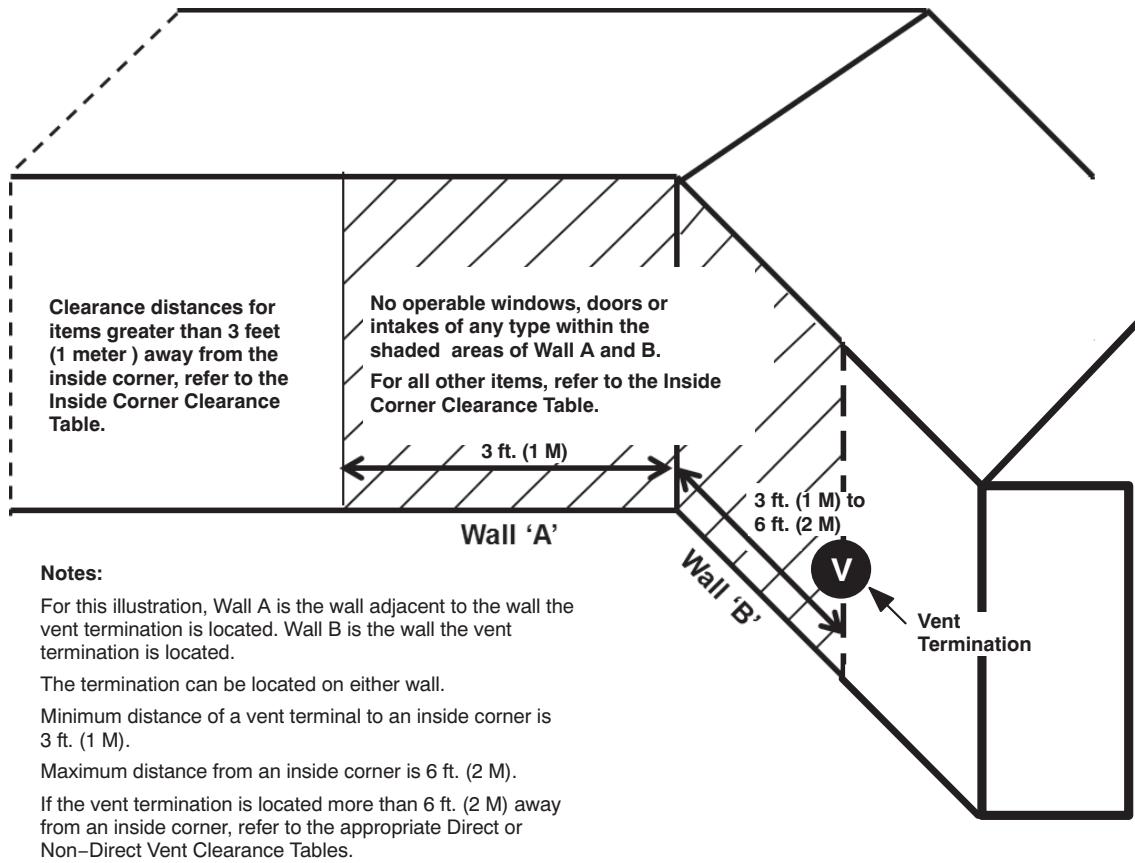 Clearance distances for
items greater than 3 feet
(1 meter ) away from the
inside corner, refer to the
Inside Corner Clearance
Table.
No operable windows, doors or
intakes of any type within the
shaded areas of Wall A and B.
For all other items, refer to the Inside
Corner Clearance Table.
3 ft. (1 M)
3 ft. (1 M) to
6 ft. (2 M)
Wall ‘A’
Wall ‘B’
V
Vent
Termination
Notes:
For this illustration, Wall A is the wall adjacent to the wall the
vent termination is located. Wall B is the wall the vent
termination is located.
The termination can be located on either wall.
Minimum distance of a vent terminal to an inside corner is
3 ft. (1 M).
Maximum distance from an inside corner is 6 ft. (2 M).
If the vent termination is located more than 6 ft. (2 M) away
from an inside corner, refer to the appropriate Direct or
Non–Direct Vent Clearance Tables.